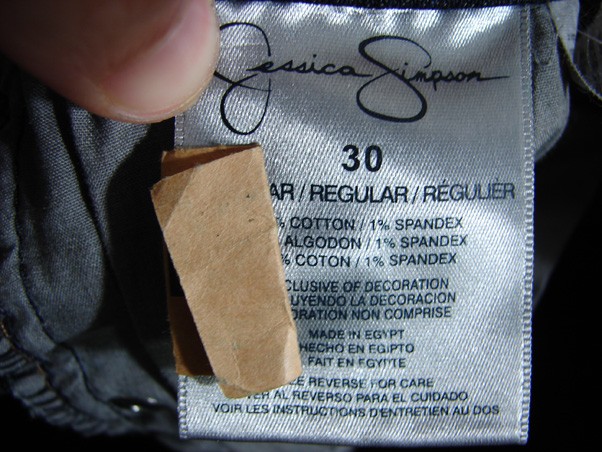 Jessica Simpson
30
AR / REGULAR / RÉGULIER
% COTTON / 1% SPANDEX
ALGODON / 1% SPANDEX
% COTON / 1% SPANDEX
CLUSIVE OF DECORATION
UYENDO LA DECORACION
ORATION NON COMPRISE
MADE IN EGYPT
HECHO EN EGIPTO
FAIT EN EGYPTE
E REVERSE FOR CARE
ER AL REVERSO PARA EL CUIDADO
VOIR LES INSTRUCTIONS D'ENTRETIEN AU DOS